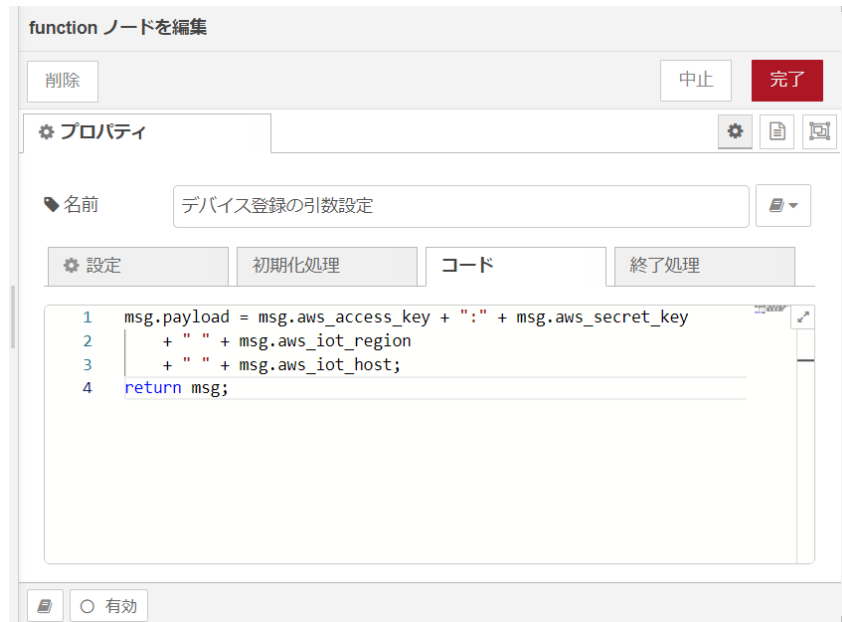 function ノードを編集
削除
中止
完了
プロパティ
名前
デバイス登録の引数設定
設定
初期化処理
コード
終了処理
1 msg.payload = msg.aws_access_key + ":" + msg.aws_secret_key
2 + " " + msg.aws_iot_region
3 + " " + msg.aws_iot_host;
4 return msg;
有効